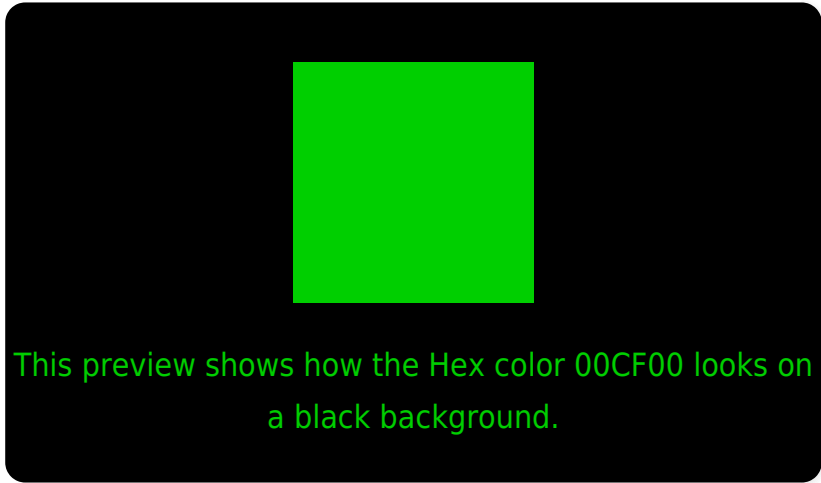 This preview shows how the Hex color 00CF00 looks on
a black background.